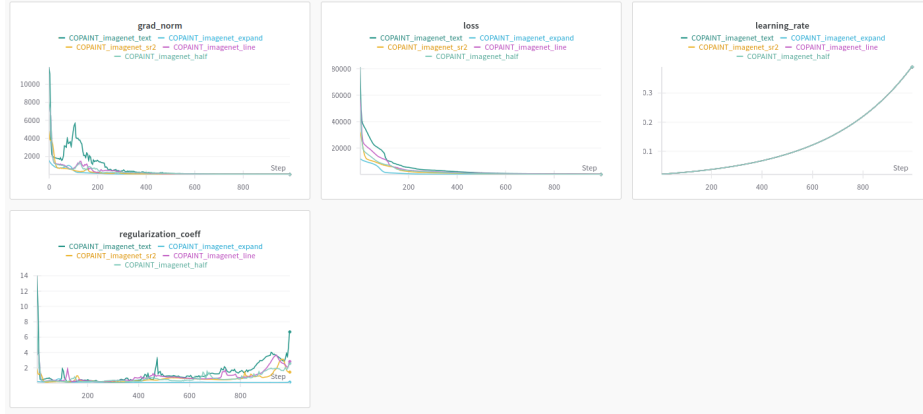 grad_norm
COPAINT_imagenet_text COPAINT_imagenet_expand
COPAINT_imagenet_sr2 COPAINT_imagenet_line
COPAINT_imagenet_half
10000
8000
6000
4000
2000
Step
0 200 400 600 800
loss
COPAINT_imagenet_text COPAINT_imagenet_expand
COPAINT_imagenet_sr2 COPAINT_imagenet_line
COPAINT_imagenet_half
80000
60000
40000
20000
Step
200 400 600 800
learning_rate
COPAINT_imagenet_text COPAINT_imagenet_expand
COPAINT_imagenet_sr2 COPAINT_imagenet_line
COPAINT_imagenet_half
0.3
0.2
0.1
Step
200 400 600 800
regularization_coeff
COPAINT_imagenet_text COPAINT_imagenet_expand
COPAINT_imagenet_sr2 COPAINT_imagenet_line
COPAINT_imagenet_half
14
12
10
8
6
4
2
Step
200 400 600 800